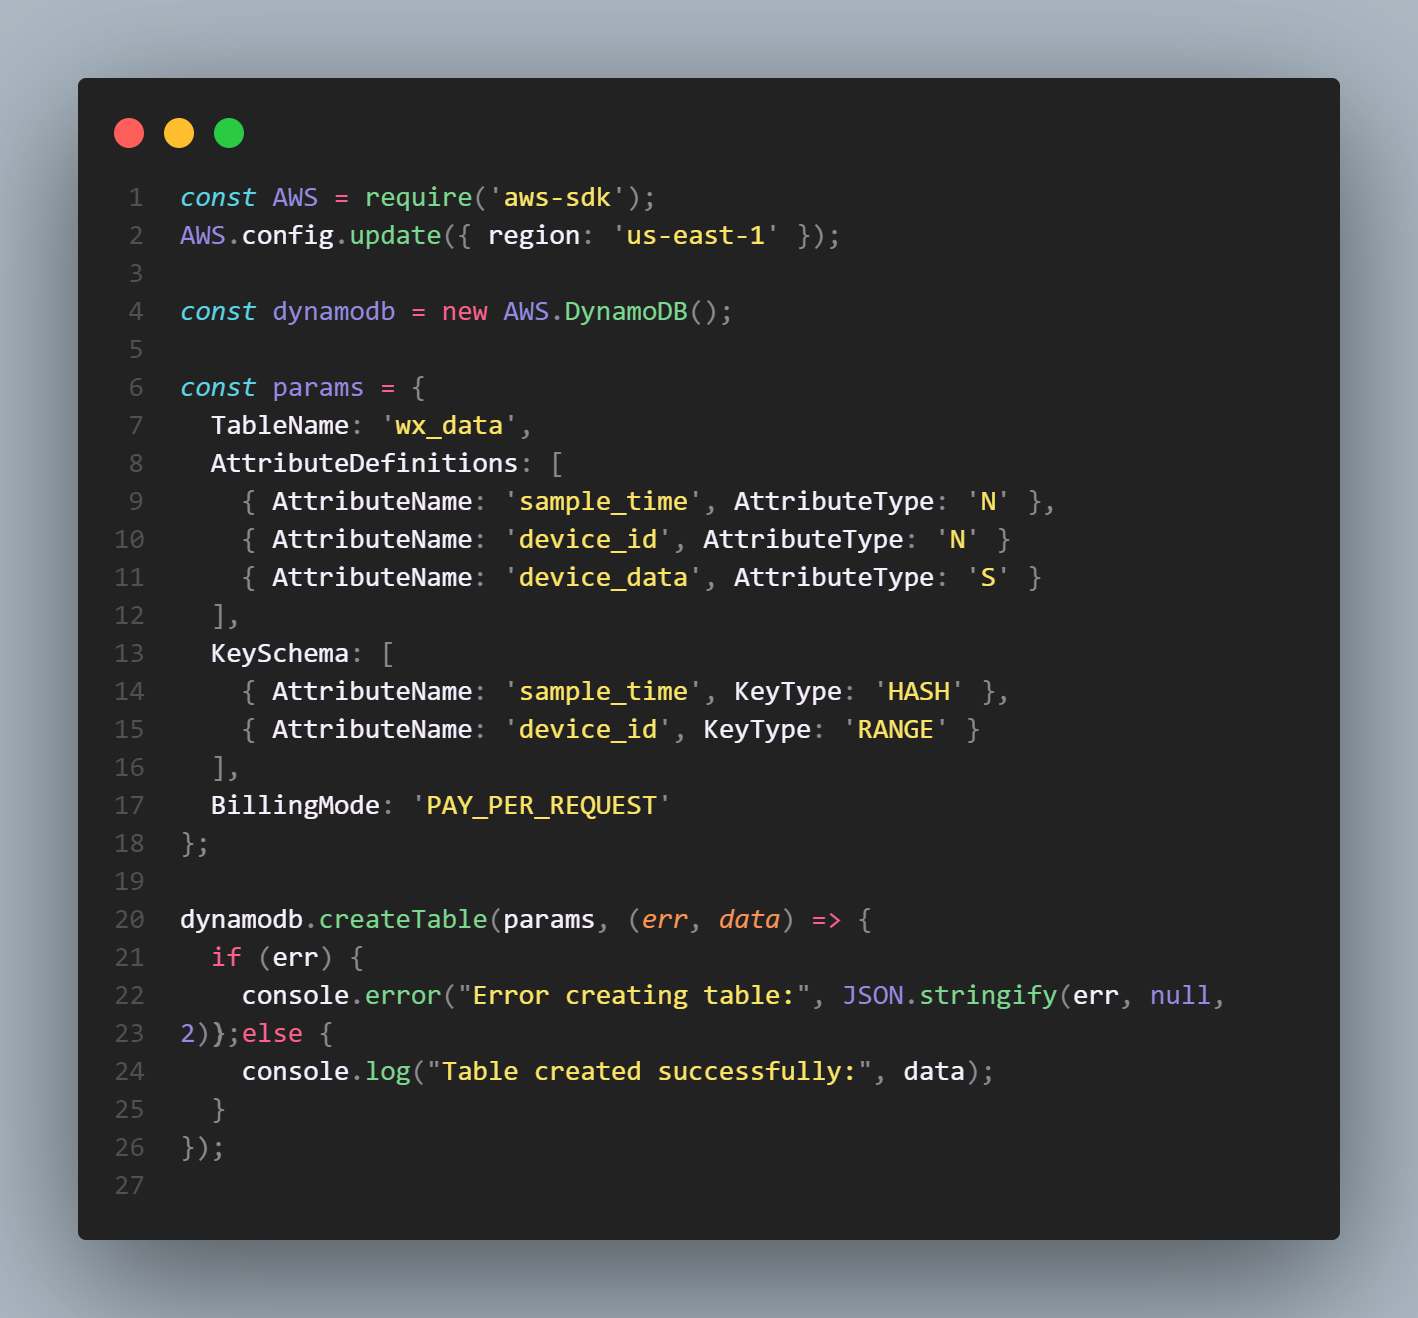 1 const AWS = require('aws-sdk');
2 AWS.config.update({ region: 'us-east-1' });
3
4 const dynamodb = new AWS.DynamoDB();
5
6 const params = {
7   TableName: 'wx_data',
8   AttributeDefinitions: [
9     { AttributeName: 'sample_time', AttributeType: 'N' },
10     { AttributeName: 'device_id', AttributeType: 'N' }
11     { AttributeName: 'device_data', AttributeType: 'S' }
12   ],
13   KeySchema: [
14     { AttributeName: 'sample_time', KeyType: 'HASH' },
15     { AttributeName: 'device_id', KeyType: 'RANGE' }
16   ],
17   BillingMode: 'PAY_PER_REQUEST'
18 };
19
20 dynamodb.createTable(params, (err, data) => {
21   if (err) {
22     console.error("Error creating table:", JSON.stringify(err, null,
23 2)};else {
24     console.log("Table created successfully:", data);
25   }
26 });
27